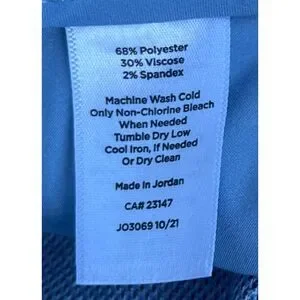 68% Polyester
30% Viscose
2% Spandex
Machine Wash Cold
Only Non-Chlorine Bleach
When Needed
Tumble Dry Low
Cool Iron, If Needed
Or Dry Clean
Made in Jordan
CA# 23147
JO3069 10/21